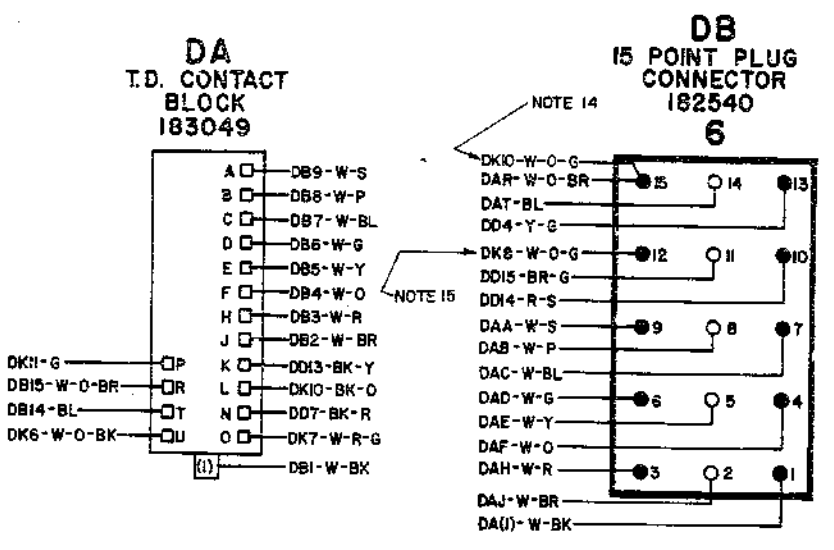 DA
T.D. CONTACT
BLOCK
183049
A DB9-W-S
B DB8-W-P
C DB7-W-BL
D DB6-W-G
E DB5-W-Y
F DB4-W-O
H DB3-W-R
J DB2-W-BR
DK11-G P K DD13-BK-Y
DB15-W-O-BR R L DK10-BK-O
DB14-BL T N DD7-BK-R
DK6-W-O-BK U O DK7-W-R-G
(1) DB1-W-BK
NOTE 14
NOTE 15
DB
15 POINT PLUG
CONNECTOR
182540
6
DK10-W-O-G
DAR-W-O-BR 15 14 13
DAT-BL
DD4-Y-G
DK8-W-O-G 12 11 10
DD15-BR-G
DD14-R-S
DAA-W-S 9 8 7
DAB-W-P
DAC-W-BL
DAD-W-G 6 5 4
DAE-W-Y
DAF-W-O
DAH-W-R 3 2 1
DAJ-W-BR
DA(1)-W-BK